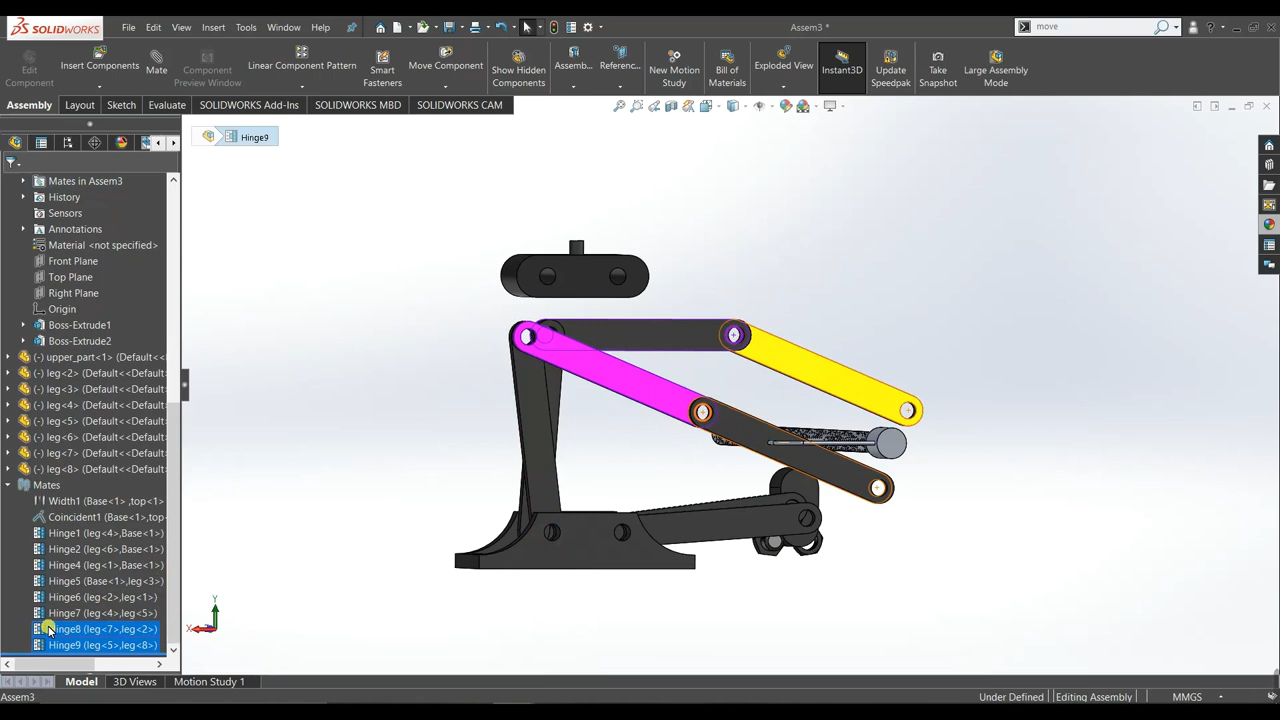 SOLIDWORKS File Edit View Insert Tools Window Help Assem3 * move ?
Edit Component
Insert Components
Mate
Component Preview Window
Linear Component Pattern
Smart Fasteners
Move Component
Show Hidden Components
Assemb...
Referenc...
New Motion Study
Bill of Materials
Exploded View
Instant3D
Update Speedpak
Take Snapshot
Large Assembly Mode
Assembly Layout Sketch Evaluate SOLIDWORKS Add-Ins SOLIDWORKS MBD SOLIDWORKS CAM
Hinge9
Mates in Assem3
History
Sensors
Annotations
Material <not specified>
Front Plane
Top Plane
Right Plane
Origin
Boss-Extrude1
Boss-Extrude2
(-) upper_part<1> (Default<
(-) leg<2> (Default<<Default
(-) leg<3> (Default<<Default
(-) leg<4> (Default<<Default
(-) leg<5> (Default<<Default
(-) leg<6> (Default<<Default
(-) leg<7> (Default<<Default
(-) leg<8> (Default<<Default
Mates
Width1 (Base<1> ,top<1>
Coincident1 (Base<1>,top
Hinge1 (leg<4>,Base<1>)
Hinge2 (leg<6>,Base<1>)
Hinge4 (leg<1>,Base<1>)
Hinge5 (Base<1>,leg<3>)
Hinge6 (leg<2>,leg<1>)
Hinge7 (leg<4>,leg<5>)
Hinge8 (leg<7>,leg<2>)
Hinge9 (leg<5>,leg<8>)
Y
X
Model 3D Views Motion Study 1
Assem3 Under Defined Editing Assembly MMGS